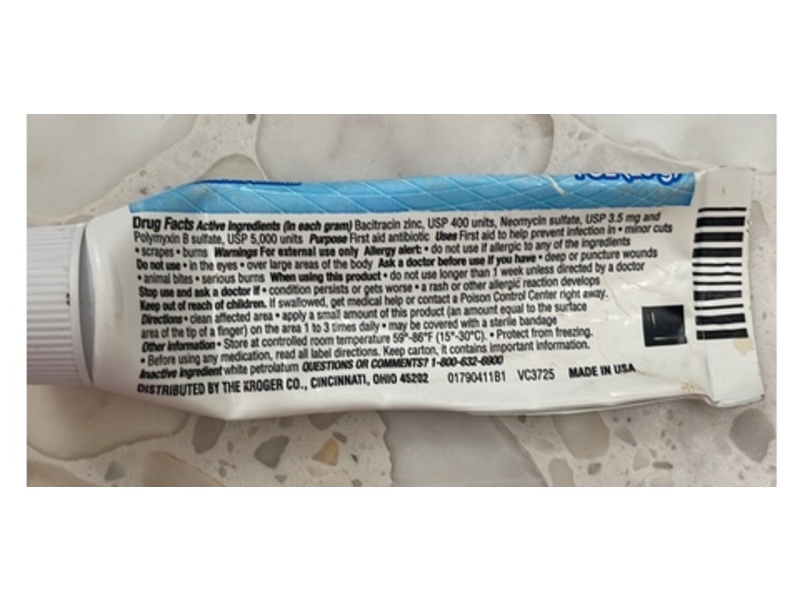 Drug Facts Active ingredients (in each gram) Bacitracin zinc, USP 400 units, Neomycin sulfate, USP 3.5 mg and
Polymyxin B sulfate, USP 5,000 units Purpose First aid antibiotic Uses First aid to help prevent infection in • minor cuts
• scrapes • burns Warnings For external use only Allergy alert: • do not use if allergic to any of the ingredients
Do not use • in the eyes • over large areas of the body Ask a doctor before use if you have • deep or puncture wounds
• animal bites • serious burns When using this product • do not use longer than 1 week unless directed by a doctor
Stop use and ask a doctor if • condition persists or gets worse • a rash or other allergic reaction develops
Keep out of reach of children. If swallowed, get medical help or contact a Poison Control Center right away.
Directions • clean affected area • apply a small amount of this product (an amount equal to the surface
area of the tip of a finger) on the area 1 to 3 times daily • may be covered with a sterile bandage
Other information • Store at controlled room temperature 59°-86°F (15°-30°C). • Protect from freezing.
• Before using any medication, read all label directions. Keep carton, it contains important information.
Inactive ingredient white petrolatum QUESTIONS OR COMMENTS? 1-800-632-6900
DISTRIBUTED BY THE KROGER CO., CINCINNATI, OHIO 45202 01790411B1 VC3725 MADE IN USA